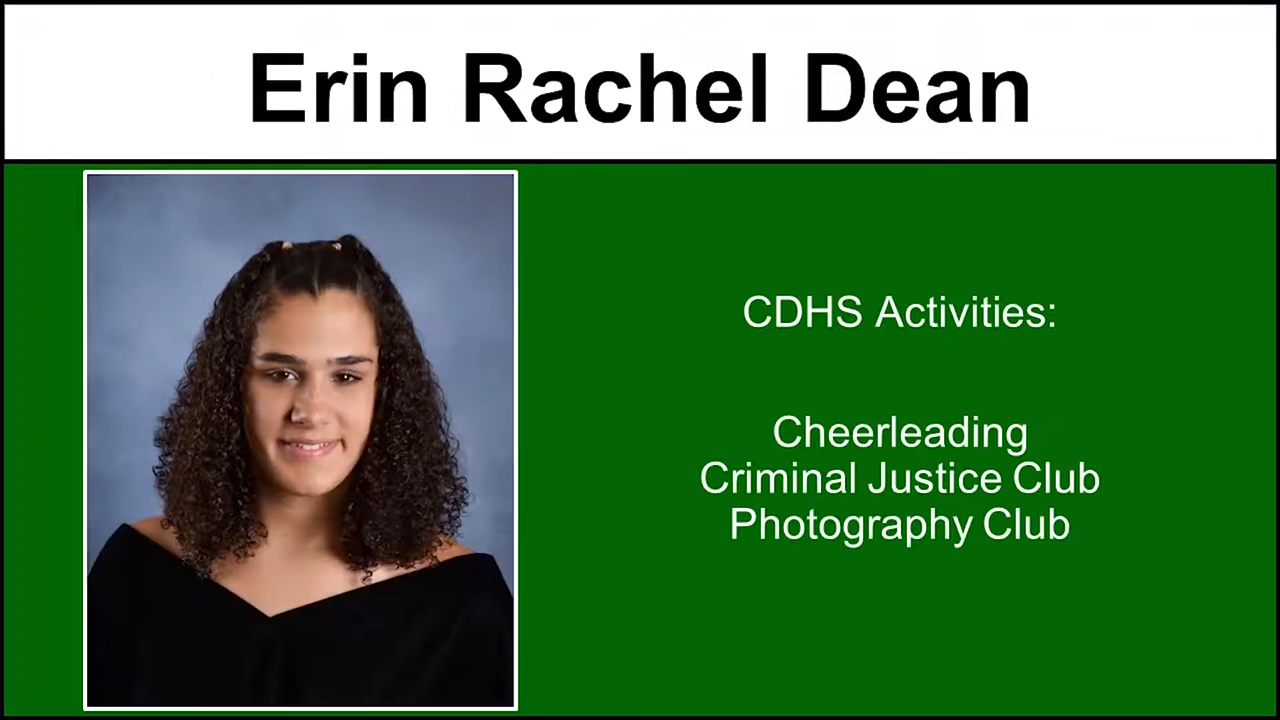 Erin Rachel Dean
CDHS Activities:
Cheerleading
Criminal Justice Club
Photography Club